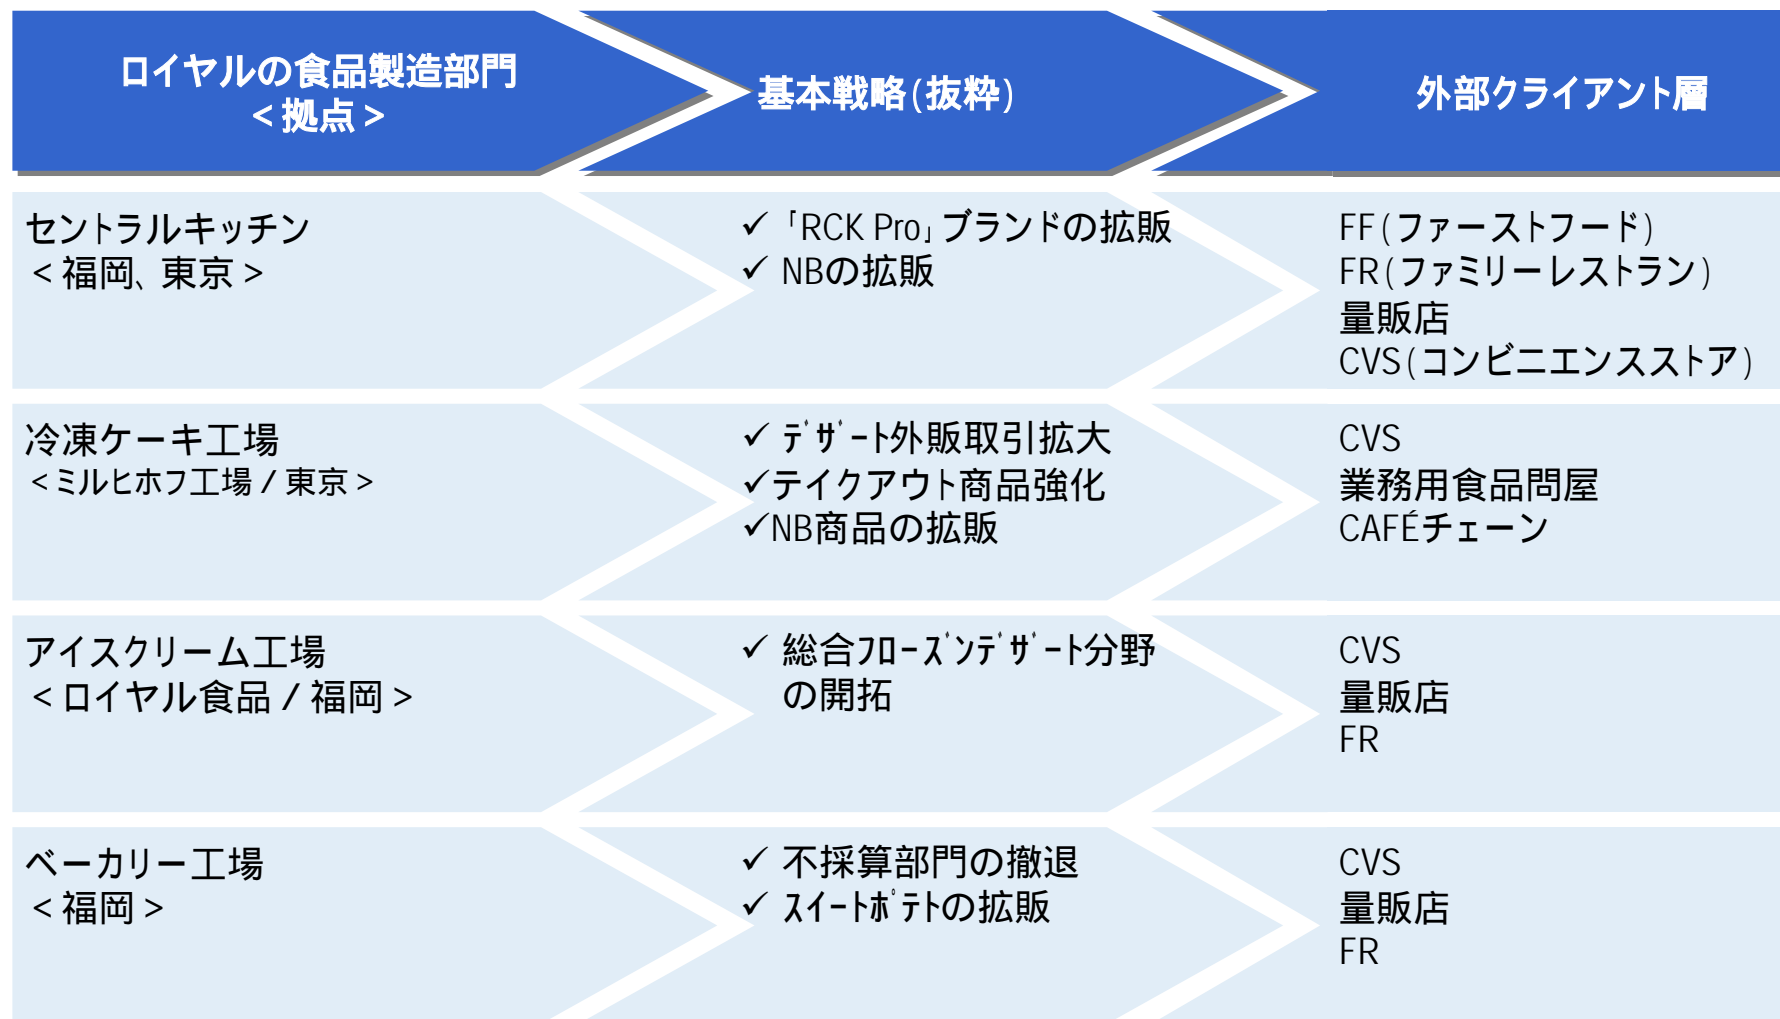 ロイヤルの食品製造部門
<拠点>
基本戦略(抜粋)
外部クライアント層
セントラルキッチン
<福岡、東京>
✓ 「RCK Pro」ブランドの拡販
✓ NBの拡販
FF(ファーストフード)
FR(ファミリーレストラン)
量販店
CVS(コンビニエンスストア)
冷凍ケーキ工場
<ミルヒホフ工場/東京>
✓ デザート外販取引拡大
✓テイクアウト商品強化
✓NB商品の拡販
CVS
業務用食品問屋
CAFÉチェーン
アイスクリーム工場
<ロイヤル食品/福岡>
✓ 総合フローズンデザート分野
の開拓
CVS
量販店
FR
ベーカリー工場
<福岡>
✓ 不採算部門の撤退
✓ スイートポテトの拡販
CVS
量販店
FR